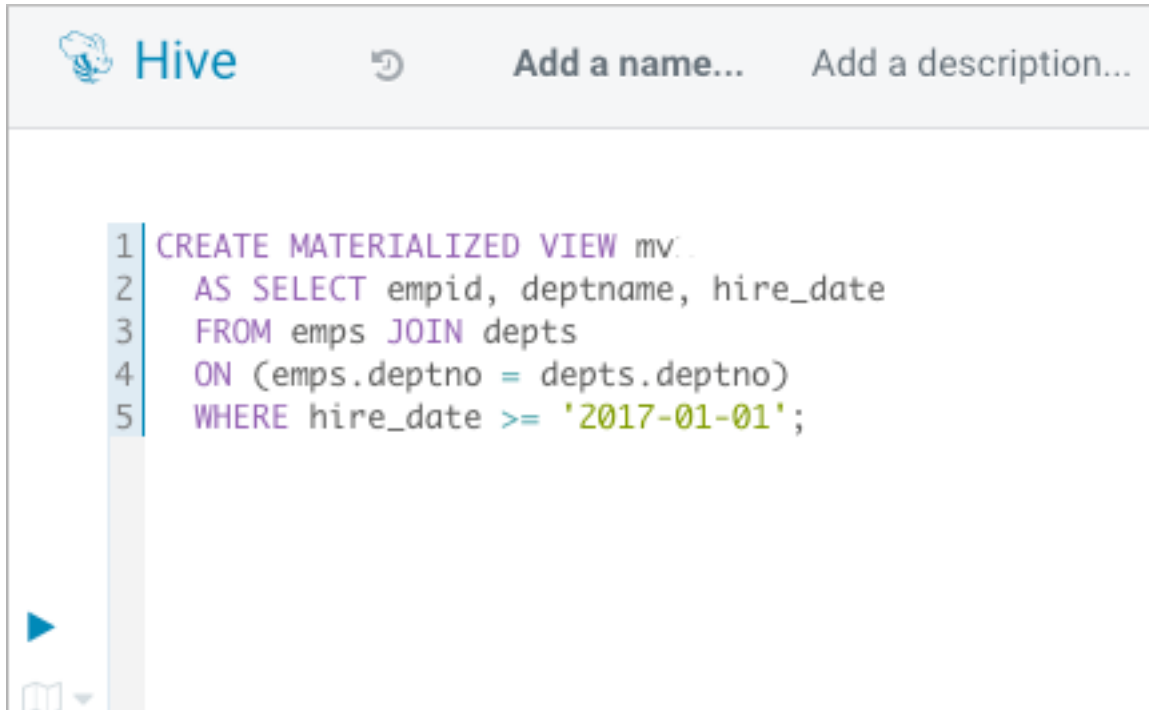 Hive Add a name... Add a description...
1 CREATE MATERIALIZED VIEW mv
2 AS SELECT empid, deptname, hire_date
3 FROM emps JOIN depts
4 ON (emps.deptno = depts.deptno)
5 WHERE hire_date >= '2017-01-01';